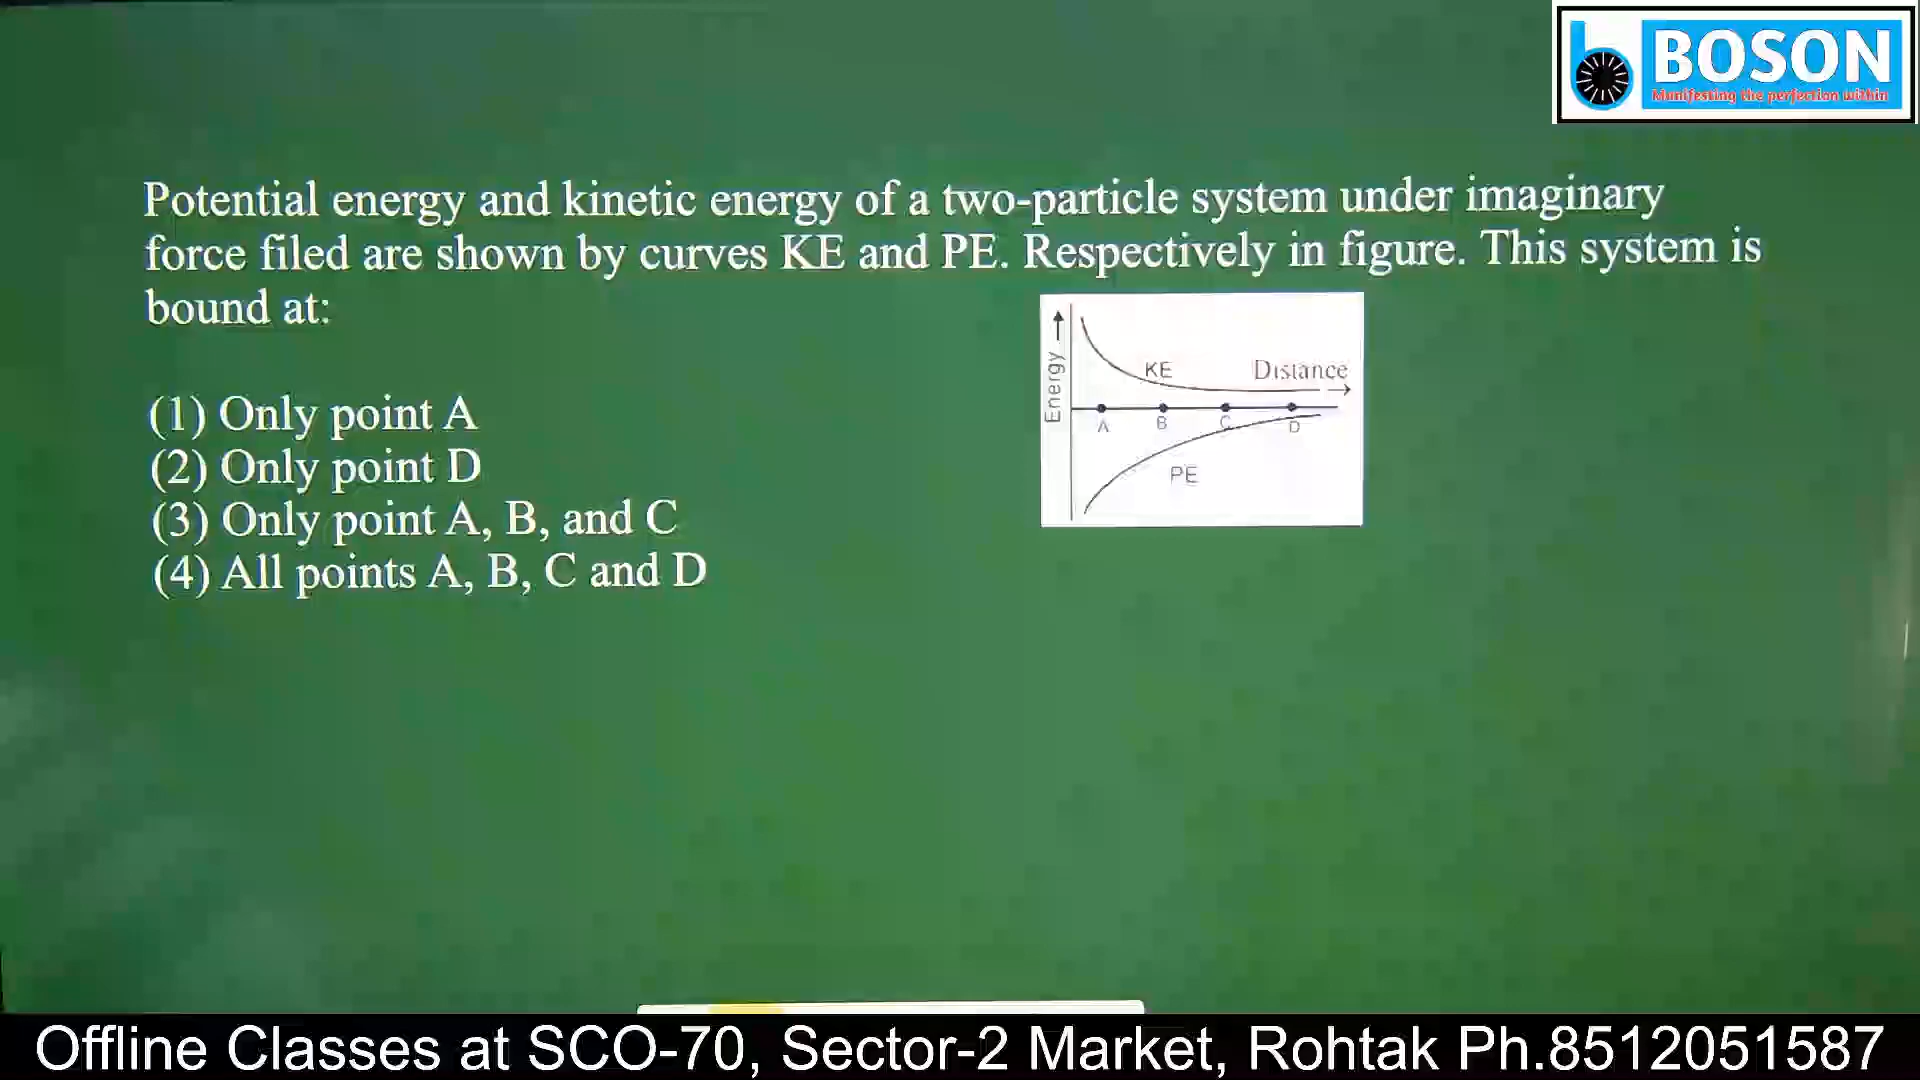 BOSON
Manifesting the perfection within
Potential energy and kinetic energy of a two-particle system under imaginary
force filed are shown by curves KE and PE. Respectively in figure. This system is
bound at:
Energy
KE
Distance
A B C D
PE
(1) Only point A
(2) Only point D
(3) Only point A, B, and C
(4) All points A, B, C and D
Offline Classes at SCO-70, Sector-2 Market, Rohtak Ph.8512051587